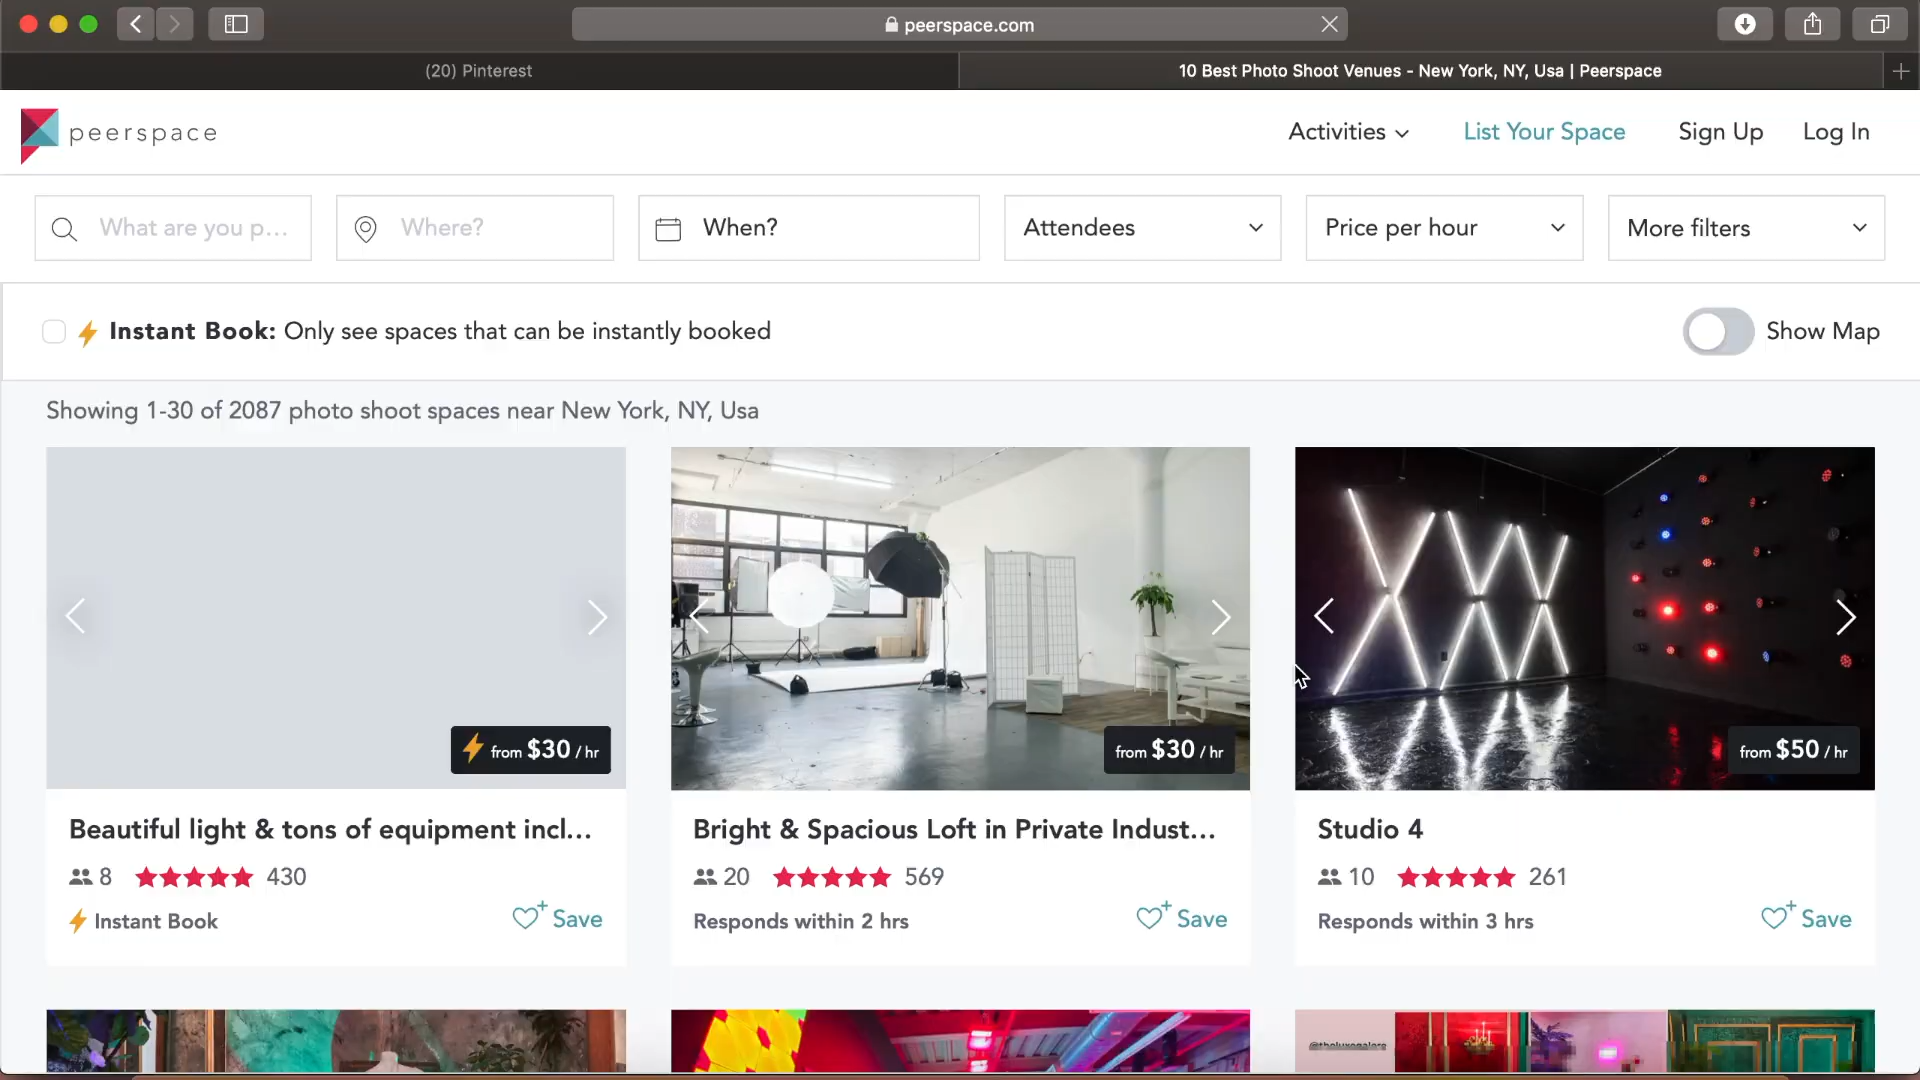 peerspace.com
(20) Pinterest
10 Best Photo Shoot Venues - New York, NY, Usa | Peerspace
peerspace
Activities
List Your Space
Sign Up
Log In
What are you p...
Where?
When?
Attendees
Price per hour
More filters
Instant Book: Only see spaces that can be instantly booked
Show Map
Showing 1-30 of 2087 photo shoot spaces near New York, NY, Usa
from $30 / hr
from $30 / hr
from $50 / hr
Beautiful light & tons of equipment incl...
8 430
Instant Book
Save
Bright & Spacious Loft in Private Indust...
20 569
Responds within 2 hrs
Save
Studio 4
10 261
Responds within 3 hrs
Save